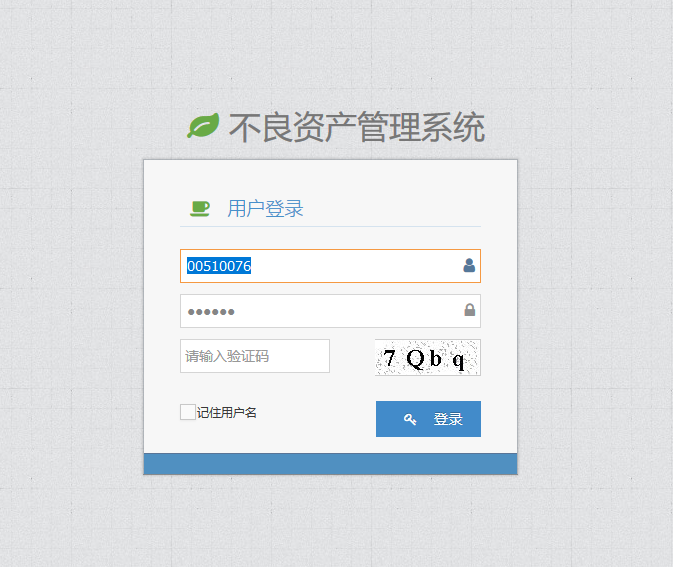 不良资产管理系统
用户登录
00510076
••••••
请输入验证码
7 Q b q
记住用户名
登录